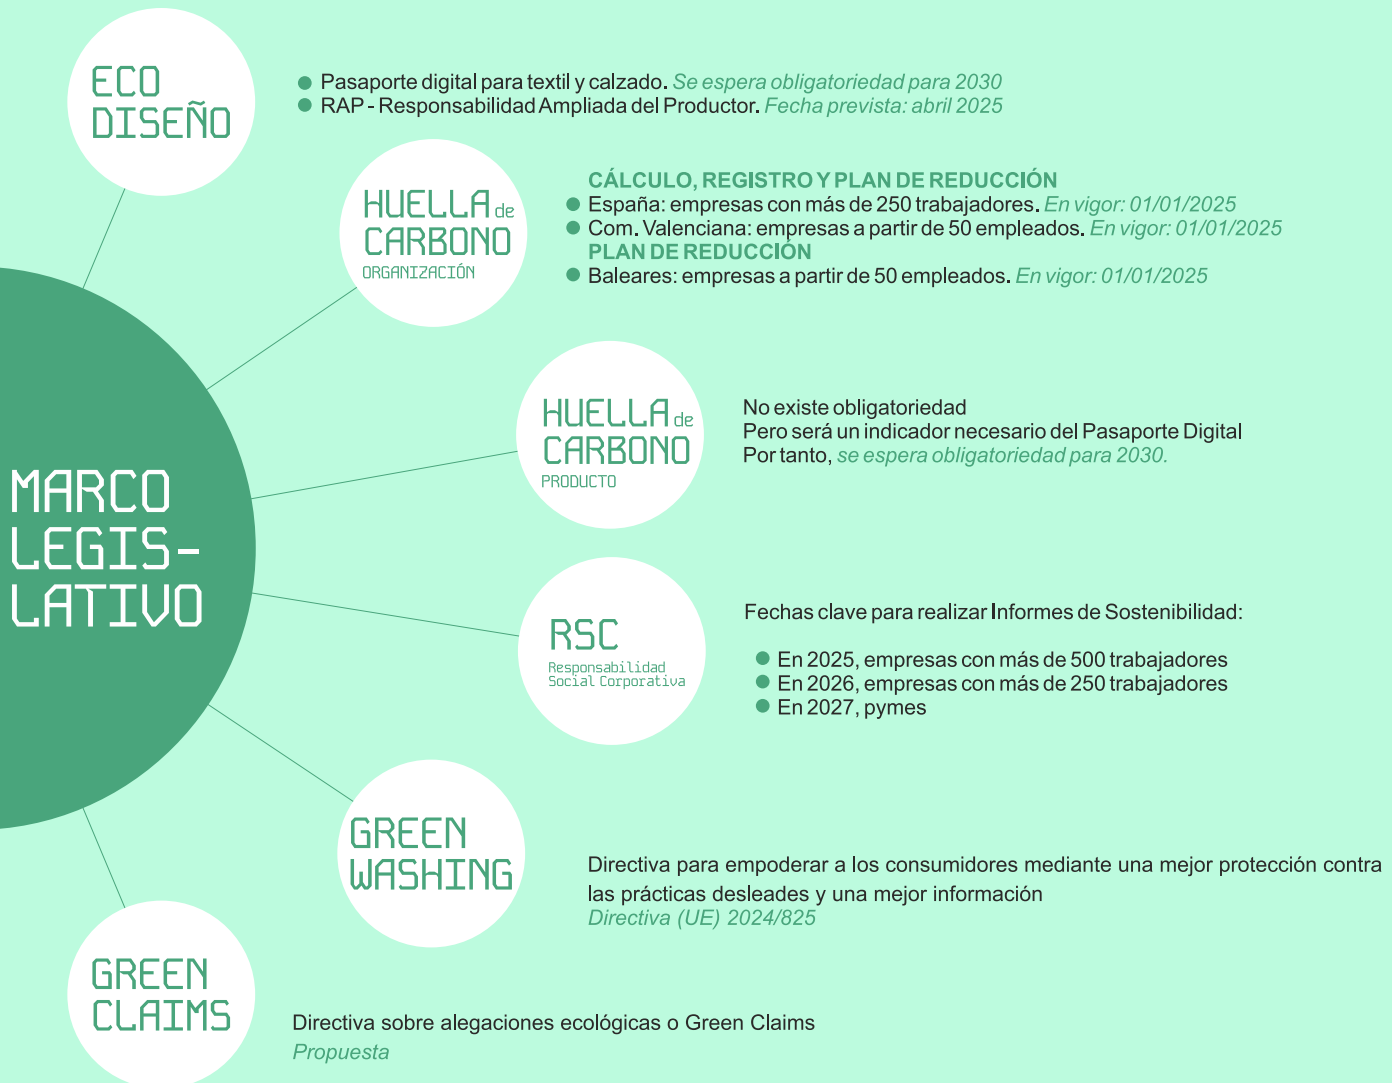 ECO
DISEÑO
Pasaporte digital para textil y calzado. Se espera obligatoriedad para 2030
RAP - Responsabilidad Ampliada del Productor. Fecha prevista: abril 2025
HUELLA de
CARBONO
ORGANIZACIÓN
CÁLCULO, REGISTRO Y PLAN DE REDUCCIÓN
España: empresas con más de 250 trabajadores. En vigor: 01/01/2025
Com. Valenciana: empresas a partir de 50 empleados. En vigor: 01/01/2025
PLAN DE REDUCCIÓN
Baleares: empresas a partir de 50 empleados. En vigor: 01/01/2025
HUELLA de
CARBONO
PRODUCTO
No existe obligatoriedad
Pero será un indicador necesario del Pasaporte Digital
Por tanto, se espera obligatoriedad para 2030.
MARCO
LEGIS-
LATIVO
RSC
Responsabilidad
Social Corporativa
Fechas clave para realizar Informes de Sostenibilidad:
En 2025, empresas con más de 500 trabajadores
En 2026, empresas con más de 250 trabajadores
En 2027, pymes
GREEN
WASHING
Directiva para empoderar a los consumidores mediante una mejor protección contra
las prácticas desleades y una mejor información
Directiva (UE) 2024/825
GREEN
CLAIMS
Directiva sobre alegaciones ecológicas o Green Claims
Propuesta